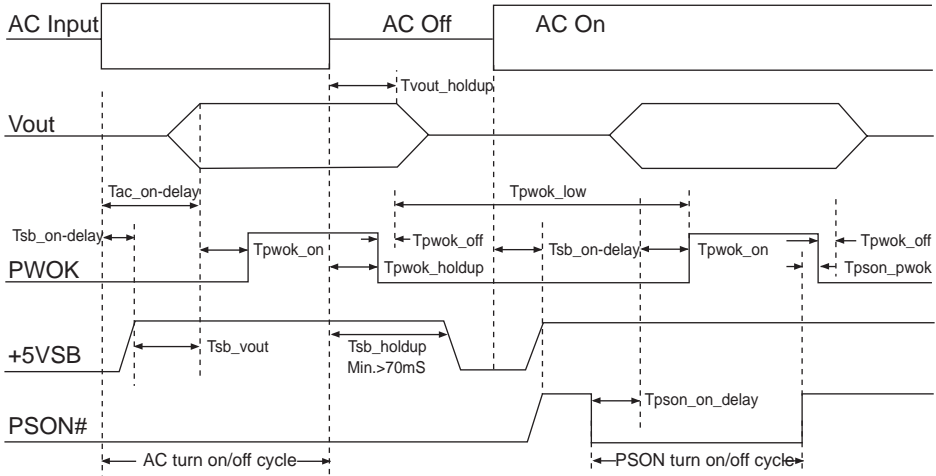 AC Input
AC Off
AC On
Tvout_holdup
Vout
Tac_on-delay
Tpwok_low
Tsb_on-delay
Tpwok_on
Tpwok_off
Tsb_on-delay
Tpwok_on
Tpwok_off
PWOK
Tpwok_holdup
Tpson_pwok
+5VSB
Tsb_vout
Tsb_holdup
Min.>70mS
Tpson_on_delay
PSON#
AC turn on/off cycle
PSON turn on/off cycle